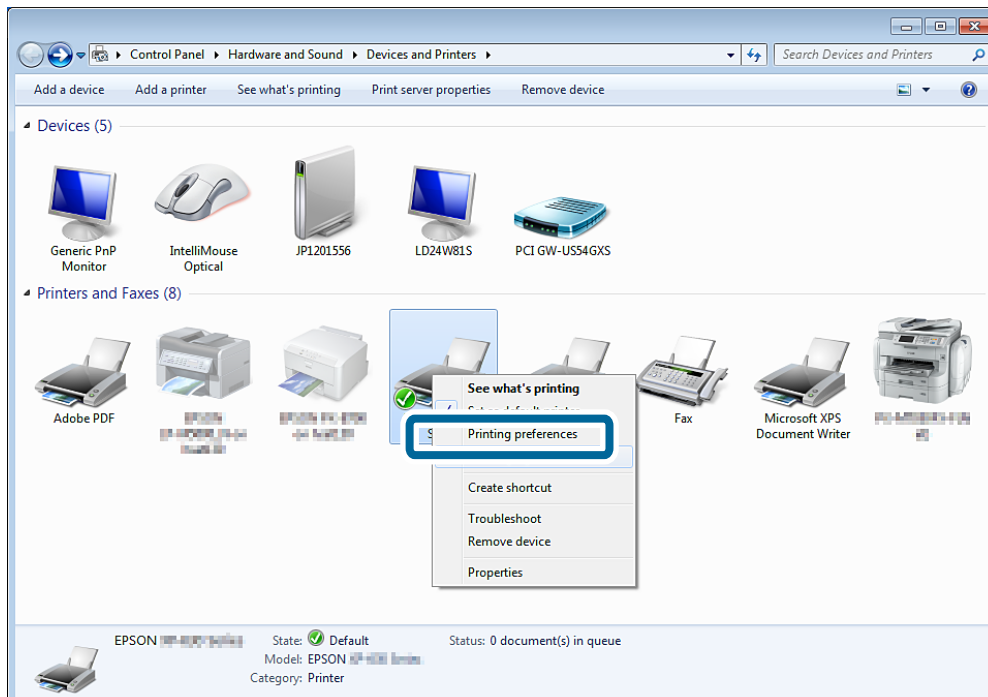 Control Panel
Hardware and Sound
Devices and Printers
Search Devices and Printers
Add a device
Add a printer
See what's printing
Print server properties
Remove device
Devices (5)
Generic PnP
Monitor
IntelliMouse
Optical
JP1201556
LD24W81S
PCI GW-US54GXS
Printers and Faxes (8)
Adobe PDF
Fax
Microsoft XPS
Document Writer
See what's printing
Printing preferences
Create shortcut
Troubleshoot
Remove device
Properties
EPSON
State: Default
Status: 0 document(s) in queue
Model: EPSON
Category: Printer